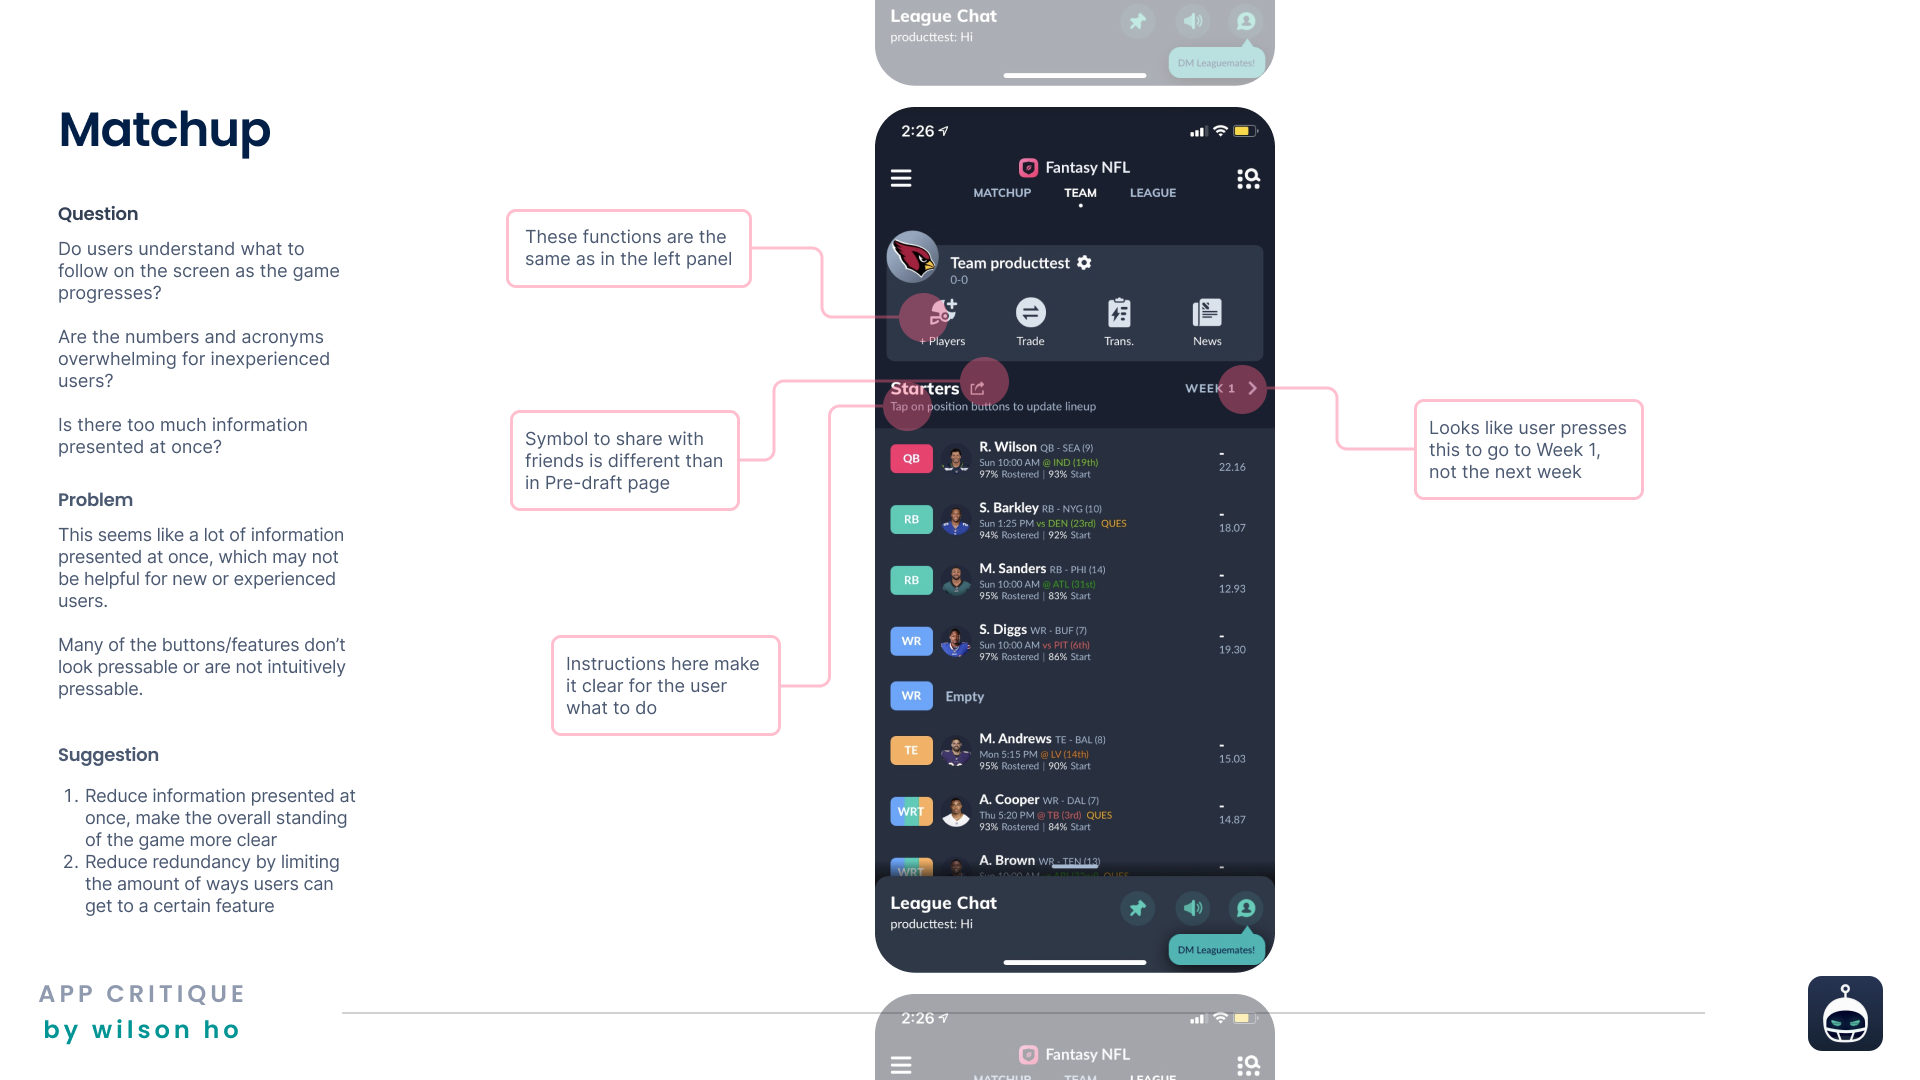 League Chat
producttest: Hi
DM Leaguemates!
Matchup
Question
Do users understand what to
follow on the screen as the game
progresses?
Are the numbers and acronyms
overwhelming for inexperienced
users?
Is there too much information
presented at once?
Problem
This seems like a lot of information
presented at once, which may not
be helpful for new or experienced
users.
Many of the buttons/features don't
look pressable or are not intuitively
pressable.
Suggestion
1. Reduce information presented at
once, make the overall standing
of the game more clear
2. Reduce redundancy by limiting
the amount of ways users can
get to a certain feature
APP CRITIQUE
by wilson ho
These functions are the
same as in the left panel
Symbol to share with
friends is different than
in Pre-draft page
Instructions here make
it clear for the user
what to do
2:26
Fantasy NFL
MATCHUP TEAM LEAGUE
Team producttest
0-0
+ Players Trade Trans. News
Starters WEEK 1
Tap on position buttons to update lineup
QB R. Wilson QB - SEA (9)
Sun 10:00 AM @ IND (19th) -
97% Rostered | 93% Start 22.16
RB S. Barkley RB - NYG (10)
Sun 1:25 PM vs DEN (23rd) QUES -
94% Rostered | 92% Start 18.07
RB M. Sanders RB - PHI (14)
Sun 10:00 AM @ ATL (31st) -
95% Rostered | 83% Start 12.93
WR S. Diggs WR - BUF (7)
Sun 10:00 AM vs PIT (6th) -
97% Rostered | 86% Start 19.30
WR Empty
TE M. Andrews TE - BAL (8)
Mon 5:15 PM @ LV (14th) -
95% Rostered | 90% Start 15.03
WRT A. Cooper WR - DAL (7)
Thu 5:20 PM @ TB (3rd) QUES -
93% Rostered | 84% Start 14.87
WRT A. Brown WR - TEN (13) -
Sun 10:00 AM QUES
League Chat
producttest: Hi
DM Leaguemates!
Looks like user presses
this to go to Week 1,
not the next week
2:26
Fantasy NFL
MATCHUP TEAM LEAGUE